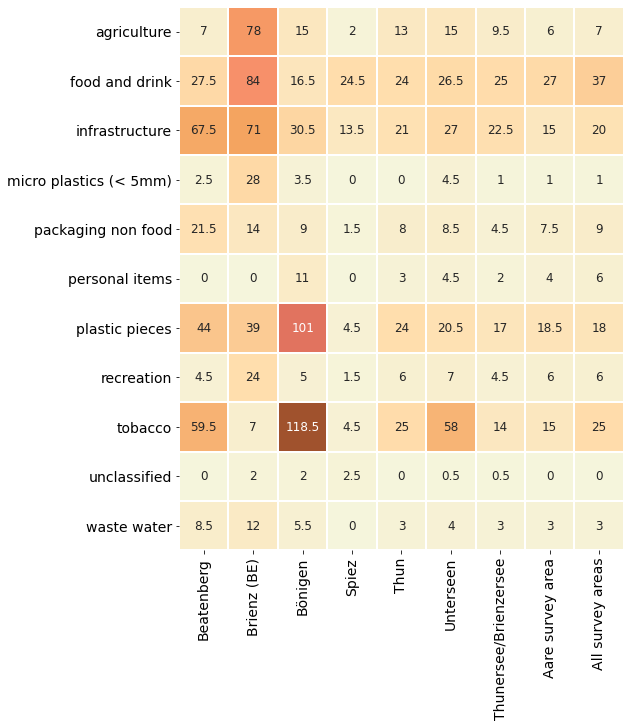 agriculture 7 78 15 2 13 15 9.5 6 7
food and drink 27.5 84 16.5 24.5 24 26.5 25 27 37
infrastructure 67.5 71 30.5 13.5 21 27 22.5 15 20
micro plastics (< 5mm) 2.5 28 3.5 0 0 4.5 1 1 1
packaging non food 21.5 14 9 1.5 8 8.5 4.5 7.5 9
personal items 0 0 11 0 3 4.5 2 4 6
plastic pieces 44 39 101 4.5 24 20.5 17 18.5 18
recreation 4.5 24 5 1.5 6 7 4.5 6 6
tobacco 59.5 7 118.5 4.5 25 58 14 15 25
unclassified 0 2 2 2.5 0 0.5 0.5 0 0
waste water 8.5 12 5.5 0 3 4 3 3 3
Beatenberg
Brienz (BE)
Bönigen
Spiez
Thun
Unterseen
Thunersee/Brienzersee
Aare survey area
All survey areas